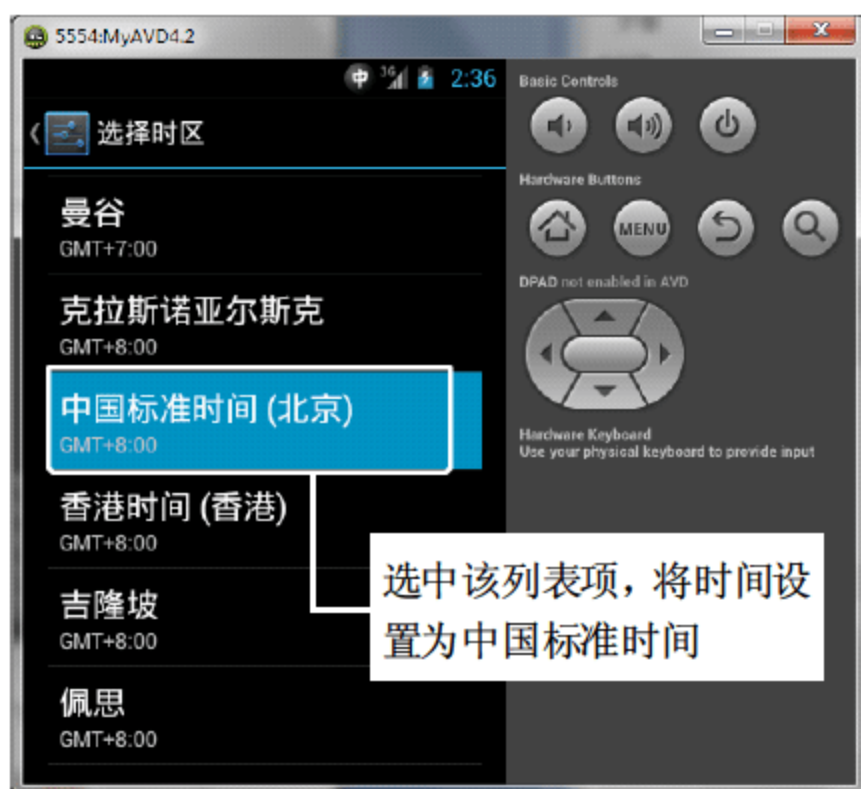 5554:MyAVD4.2
中 3G 2:36
选择时区
曼谷
GMT+7:00
克拉斯诺亚尔斯克
GMT+8:00
中国标准时间 (北京)
GMT+8:00
香港时间 (香港)
GMT+8:00
吉隆坡
GMT+8:00
佩思
GMT+8:00
Basic Controls
Hardware Buttons
MENU
DPAD not enabled in AVD
Hardware Keyboard
Use your physical keyboard to provide input
选中该列表项，将时间设
置为中国标准时间